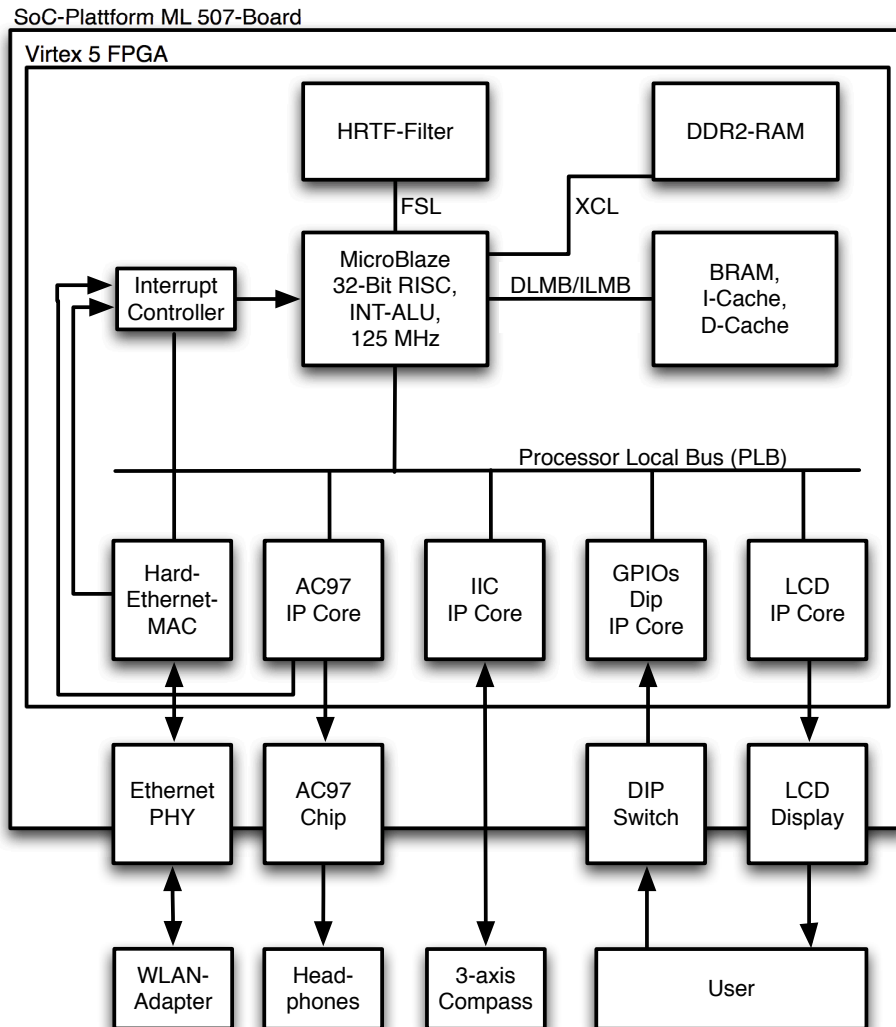 SoC-Plattform ML 507-Board
Virtex 5 FPGA
HRTF-Filter
DDR2-RAM
FSL
XCL
Interrupt
Controller
MicroBlaze
32-Bit RISC,
INT-ALU,
125 MHz
DLMB/ILMB
BRAM,
I-Cache,
D-Cache
Processor Local Bus (PLB)
Hard-
Ethernet-
MAC
AC97
IP Core
IIC
IP Core
GPIOs
Dip
IP Core
LCD
IP Core
Ethernet
PHY
AC97
Chip
DIP
Switch
LCD
Display
WLAN-
Adapter
Head-
phones
3-axis
Compass
User